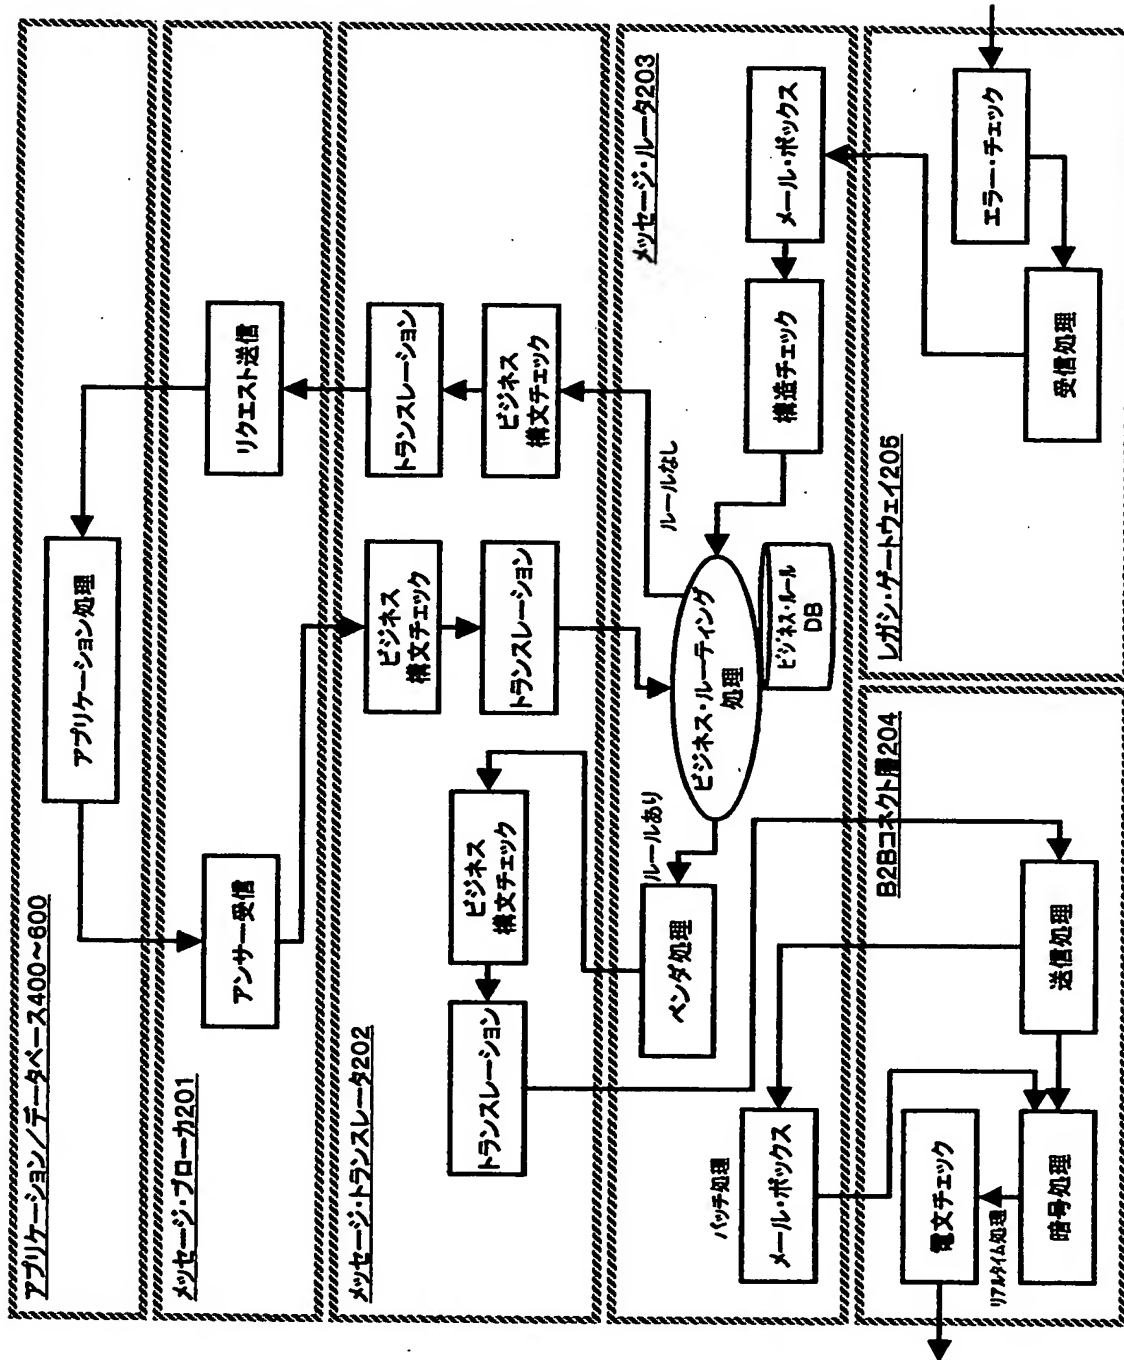 アプリケーション/データベース400~600
アプリケーション処理
メッセージ・ブローカ201
アンサー受信
リクエスト送信
メッセージ・トランスレータ202
トランスレーション
ビジネス
構文チェック
ビジネス
構文チェック
トランスレーション
トランスレーション
ビジネス
構文チェック
メッセージ・ルータ203
バッチ処理
メール・ボックス
ベンダ処理
ルールあり
ビジネス・ルーティング
処理
ビジネス・ルール
DB
ルールなし
構造チェック
メール・ボックス
B2Bコネクト層204
電文チェック
リアルタイム処理
暗号処理
送信処理
レガシ・ゲートウェイ205
受信処理
エラー・チェック